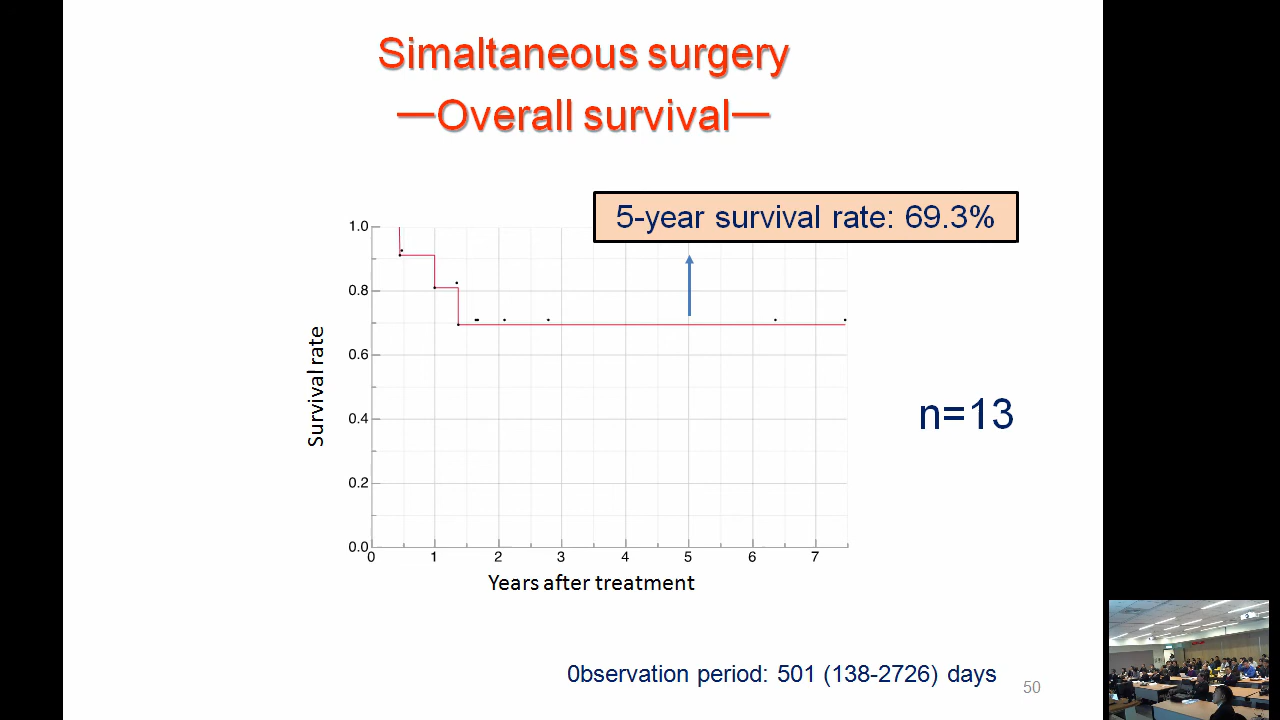 Simaltaneous surgery
—Overall survival—
5-year survival rate: 69.3%
1.0
0.8
0.6
0.4
0.2
0.0
Survival rate
0 1 2 3 4 5 6 7
Years after treatment
n=13
0bservation period: 501 (138-2726) days
50